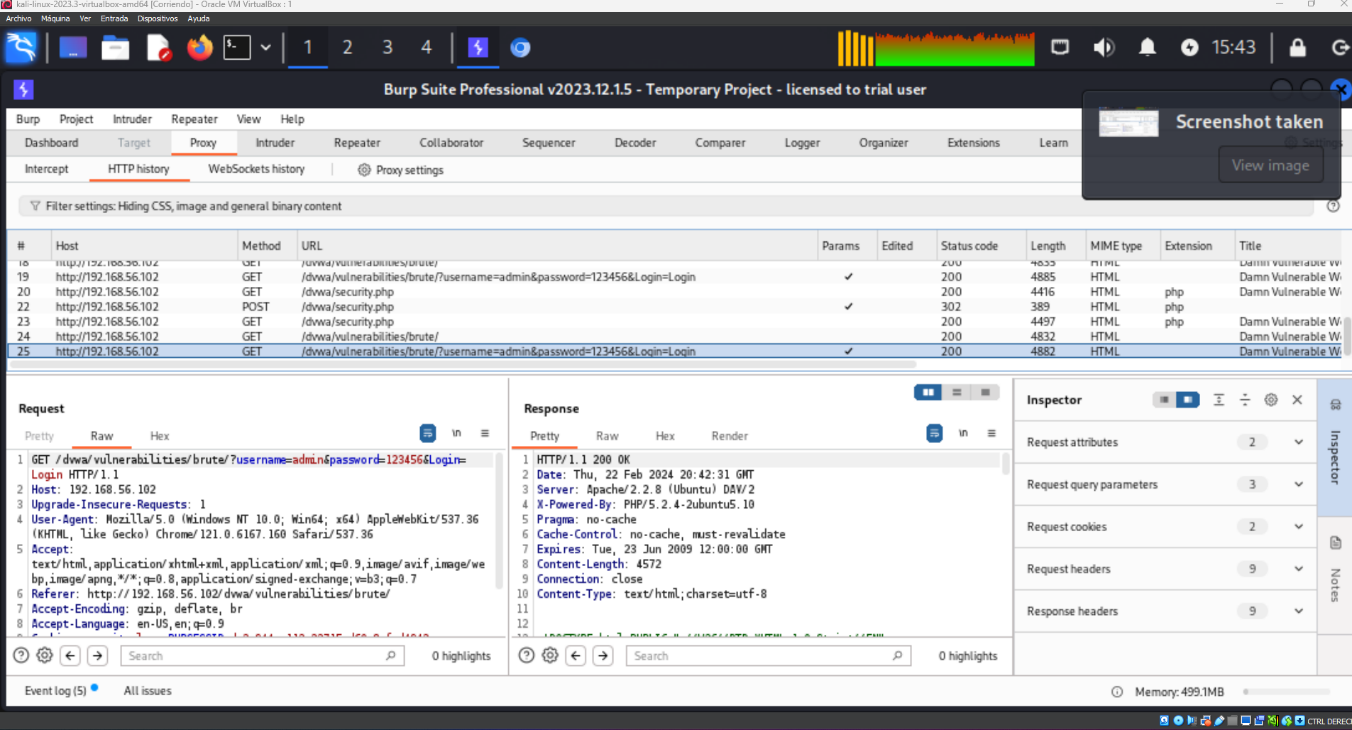 kali-linux-2023.3-virtualbox-amd64 [Corriendo] - Oracle VM VirtualBox : 1
Archivo Máquina Ver Entrada Dispositivos Ayuda
1 2 3 4 15:43
Burp Suite Professional v2023.12.1.5 - Temporary Project - licensed to trial user
Burp Project Intruder Repeater View Help
Screenshot taken
View image
Dashboard Target Proxy Intruder Repeater Collaborator Sequencer Decoder Comparer Logger Organizer Extensions Learn Settings
Intercept HTTP history WebSockets history Proxy settings
Filter settings: Hiding CSS, image and general binary content
# Host Method URL Params Edited Status code Length MIME type Extension Title
18 http://192.168.56.102 GET /dvwa/vulnerabilities/brute/ 200 4835 HTML Damn Vulnerable W
19 http://192.168.56.102 GET /dvwa/vulnerabilities/brute/?username=admin&password=123456&Login=Login ✓ 200 4885 HTML Damn Vulnerable W
20 http://192.168.56.102 GET /dvwa/security.php 200 4416 HTML php Damn Vulnerable W
22 http://192.168.56.102 POST /dvwa/security.php ✓ 302 389 HTML php
23 http://192.168.56.102 GET /dvwa/security.php 200 4497 HTML php Damn Vulnerable W
24 http://192.168.56.102 GET /dvwa/vulnerabilities/brute/ 200 4832 HTML Damn Vulnerable W
25 http://192.168.56.102 GET /dvwa/vulnerabilities/brute/?username=admin&password=123456&Login=Login ✓ 200 4882 HTML Damn Vulnerable W
Request
Pretty Raw Hex \n
1 GET /dvwa/vulnerabilities/brute/?username=admin&password=123456&Login=
Login HTTP/1.1
2 Host: 192.168.56.102
3 Upgrade-Insecure-Requests: 1
4 User-Agent: Mozilla/5.0 (Windows NT 10.0; Win64; x64) AppleWebKit/537.36
(KHTML, like Gecko) Chrome/121.0.6167.160 Safari/537.36
5 Accept:
text/html,application/xhtml+xml,application/xml;q=0.9,image/avif,image/we
bp,image/apng,*/*;q=0.8,application/signed-exchange;v=b3;q=0.7
6 Referer: http://192.168.56.102/dvwa/vulnerabilities/brute/
7 Accept-Encoding: gzip, deflate, br
8 Accept-Language: en-US,en;q=0.9
Search 0 highlights
Response
Pretty Raw Hex Render \n
1 HTTP/1.1 200 OK
2 Date: Thu, 22 Feb 2024 20:42:31 GMT
3 Server: Apache/2.2.8 (Ubuntu) DAV/2
4 X-Powered-By: PHP/5.2.4-2ubuntu5.10
5 Pragma: no-cache
6 Cache-Control: no-cache, must-revalidate
7 Expires: Tue, 23 Jun 2009 12:00:00 GMT
8 Content-Length: 4572
9 Connection: close
10 Content-Type: text/html;charset=utf-8
11
12
Search 0 highlights
Inspector
Request attributes 2
Request query parameters 3
Request cookies 2
Request headers 9
Response headers 9
Inspector
Notes
Event log (5) All issues Memory: 499.1MB
CTRL DEREC